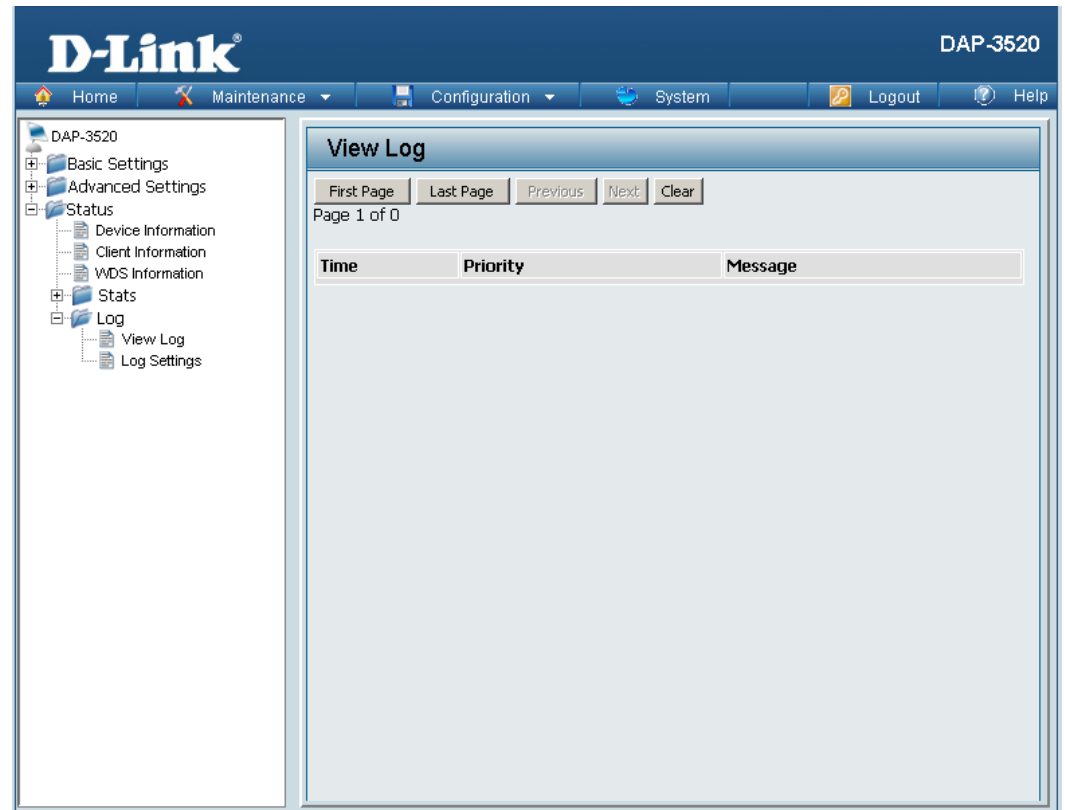 D-Link®
DAP-3520
Home Maintenance Configuration System Logout Help
DAP-3520
Basic Settings
Advanced Settings
Status
Device Information
Client Information
WDS Information
Stats
Log
View Log
Log Settings
View Log
First Page Last Page Previous Next Clear
Page 1 of 0
Time Priority Message